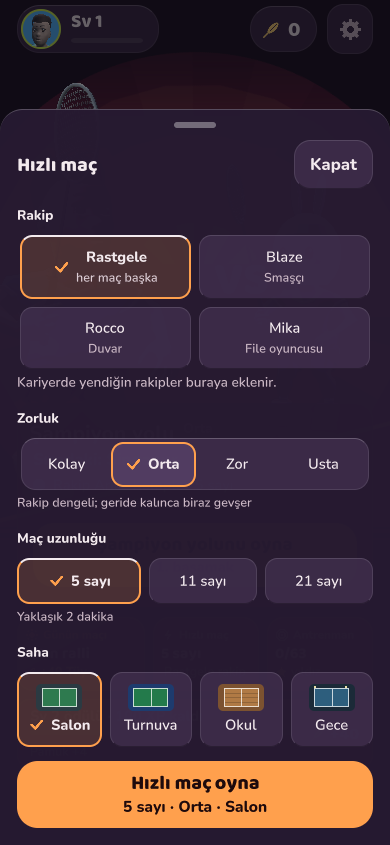 Sv 1
0
Hızlı maç
Kapat
Rakip
Rastgele
her maç başka
Blaze
Smaşçı
Rocco
Duvar
Mika
File oyuncusu
Kariyerde yendiğin rakipler buraya eklenir.
Zorluk
Kolay
Orta
Zor
Usta
Rakip dengeli; geride kalınca biraz gevşer
Maç uzunluğu
5 sayı
11 sayı
21 sayı
Yaklaşık 2 dakika
Saha
Salon
Turnuva
Okul
Gece
Hızlı maç oyna
5 sayı · Orta · Salon